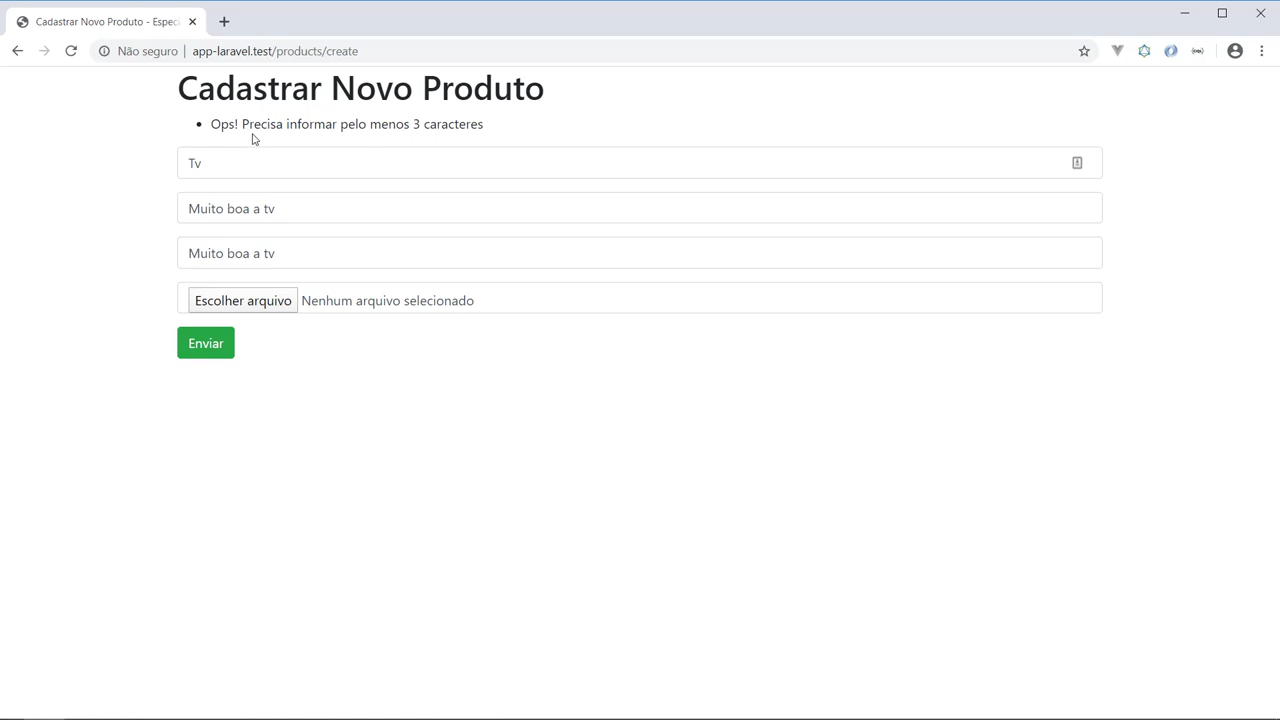 Cadastrar Novo Produto - Espec
Não seguro | app-laravel.test/products/create
Cadastrar Novo Produto
• Ops! Precisa informar pelo menos 3 caracteres
Tv
Muito boa a tv
Muito boa a tv
Escolher arquivo Nenhum arquivo selecionado
Enviar